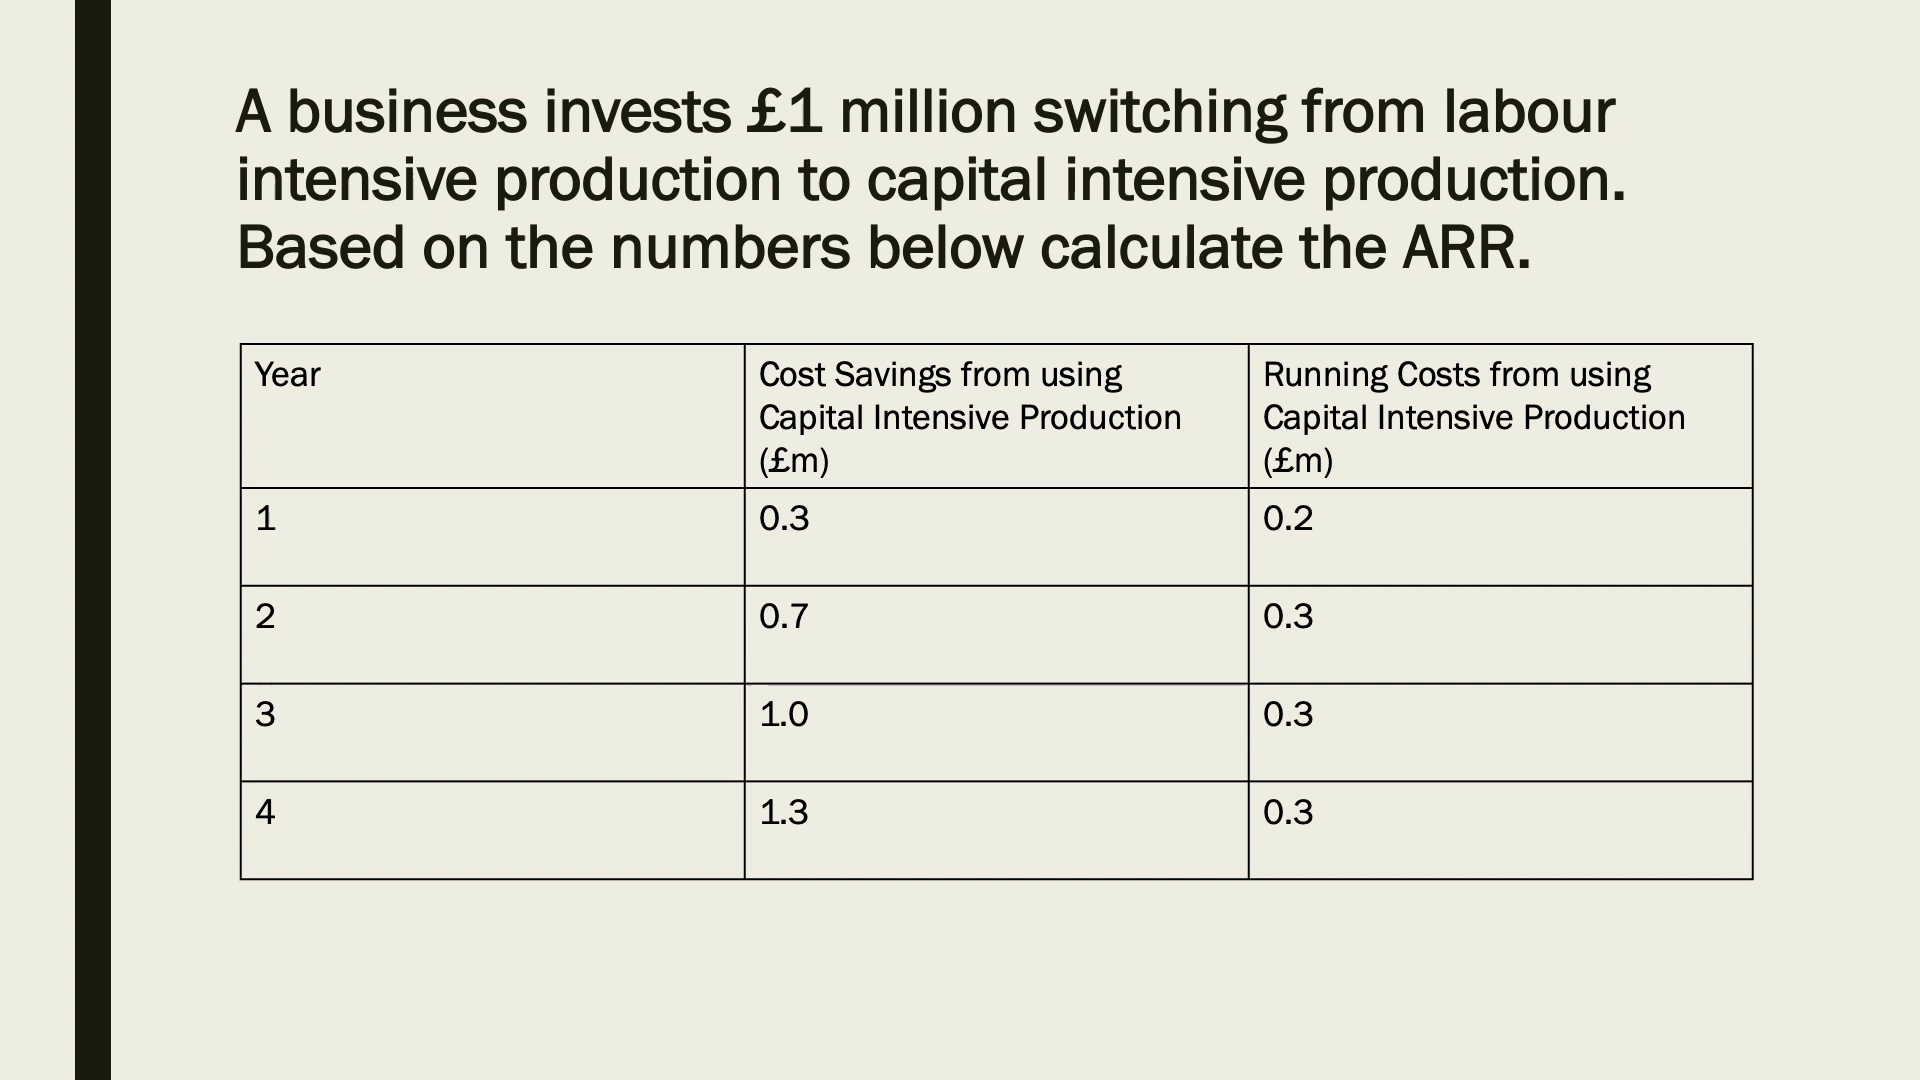 A business invests £1 million switching from labour
intensive production to capital intensive production.
Based on the numbers below calculate the ARR.
Year
Cost Savings from using
Capital Intensive Production
(£m)
Running Costs from using
Capital Intensive Production
(£m)
1
0.3
0.2
2
0.7
0.3
3
1.0
0.3
4
1.3
0.3